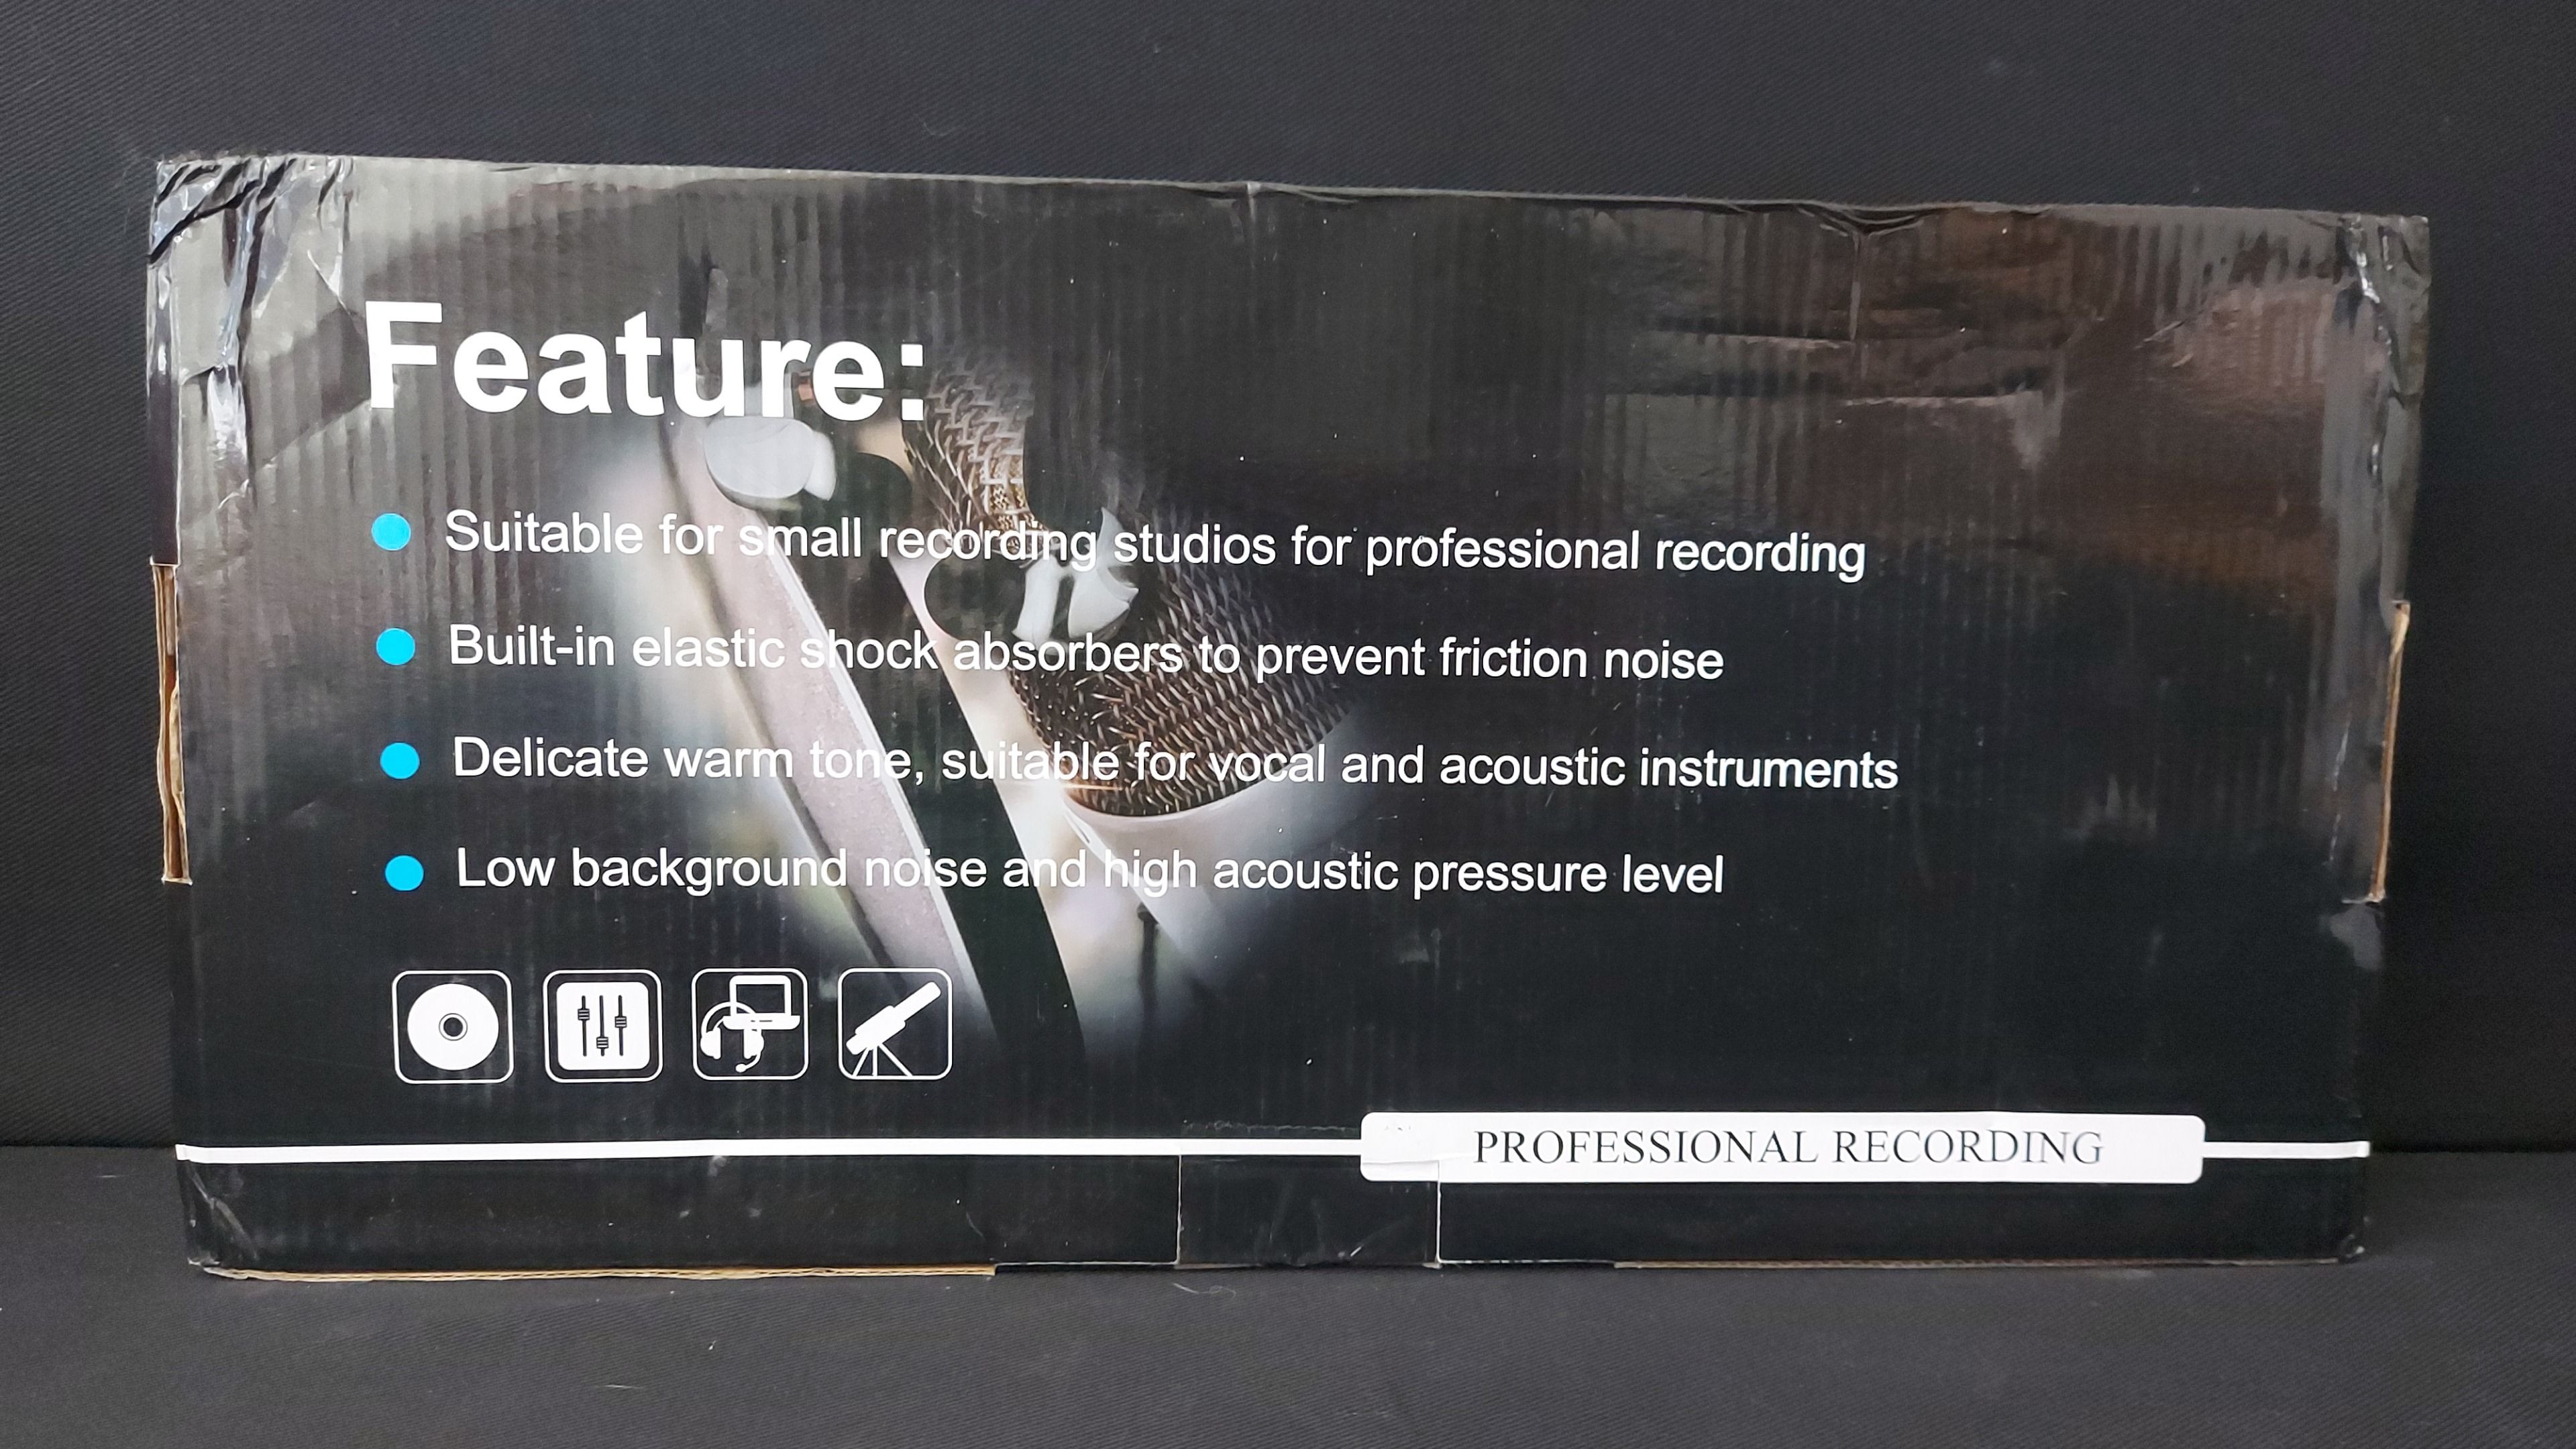 Feature:
Suitable for small recording studios for professional recording
Built-in elastic shock absorbers to prevent friction noise
Delicate warm tone, suitable for vocal and acoustic instruments
Low background noise and high acoustic pressure level
PROFESSIONAL RECORDING